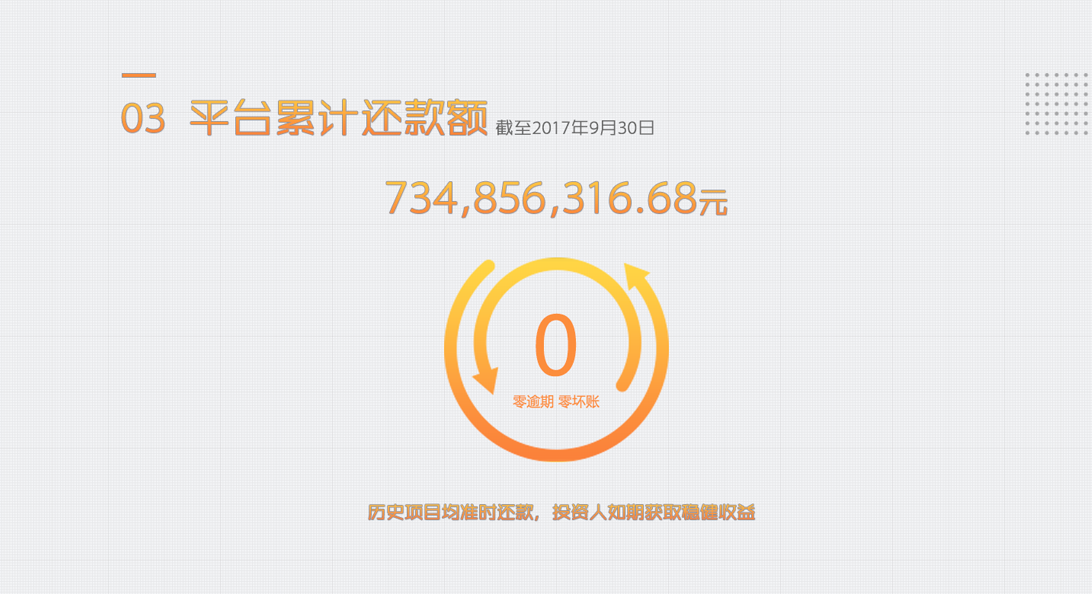 03 平台累计还款额 截至2017年9月30日
734,856,316.68元
0
零逾期 零坏账
历史项目均准时还款，投资人如期获取稳健收益